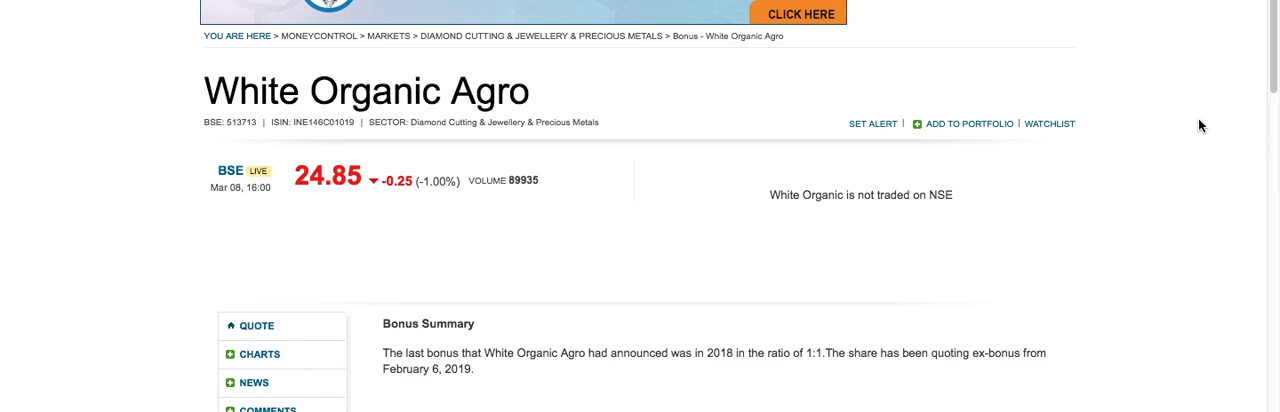 CLICK HERE
YOU ARE HERE > MONEYCONTROL > MARKETS > DIAMOND CUTTING & JEWELLERY & PRECIOUS METALS > Bonus - White Organic Agro
White Organic Agro
BSE: 513713 | ISIN: INE146C01019 | SECTOR: Diamond Cutting & Jewellery & Precious Metals
SET ALERT | ADD TO PORTFOLIO | WATCHLIST
BSE LIVE
Mar 08, 16:00
24.85 -0.25 (-1.00%) VOLUME 89935
White Organic is not traded on NSE
QUOTE
CHARTS
NEWS
COMMENTS
Bonus Summary
The last bonus that White Organic Agro had announced was in 2018 in the ratio of 1:1.The share has been quoting ex-bonus from
February 6, 2019.